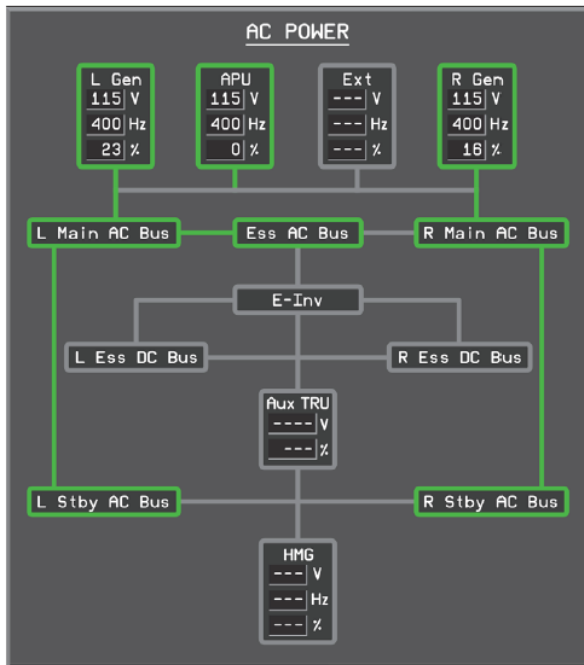 AC POWER
L Gen APU Ext R Gen
115 V 115 V --- V 115 V
400 Hz 400 Hz --- Hz 400 Hz
23 % 0 % --- % 16 %
L Main AC Bus Ess AC Bus R Main AC Bus
E-Inv
L Ess DC Bus R Ess DC Bus
Aux TRU
---- V
--- %
L Stby AC Bus R Stby AC Bus
HMG
--- V
--- Hz
--- %